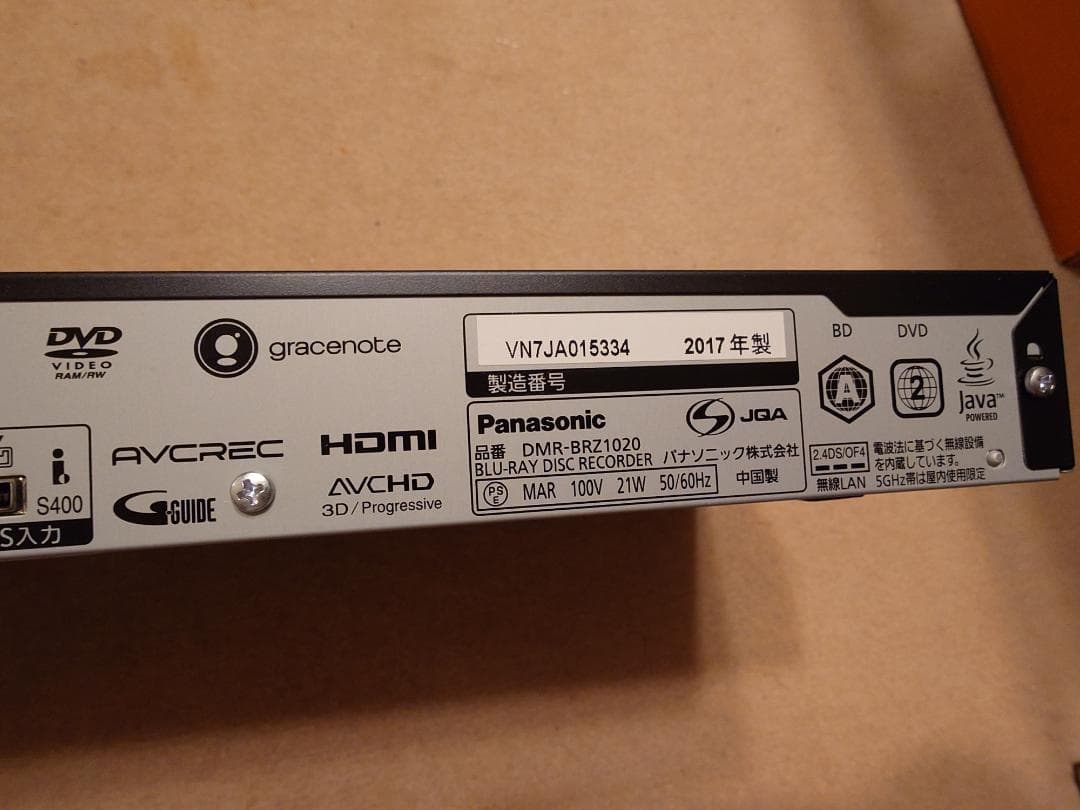 DVD
VIDEO
RAM/RW
gracenote
VN7JA015334 2017年製
製造番号
AVCREC
HDMI
G-GUIDE
AVCHD
3D/Progressive
S400
S入力
Panasonic
JQA
品番 DMR-BRZ1020
BLU-RAY DISC RECORDER パナソニック株式会社
PS
E
MAR 100V 21W 50/60Hz
中国製
BD DVD
A
2
Java™
POWERED
2.4DS/OF4
無線LAN
電波法に基づく無線設備
を内蔵しています。
5GHz帯は屋内使用限定